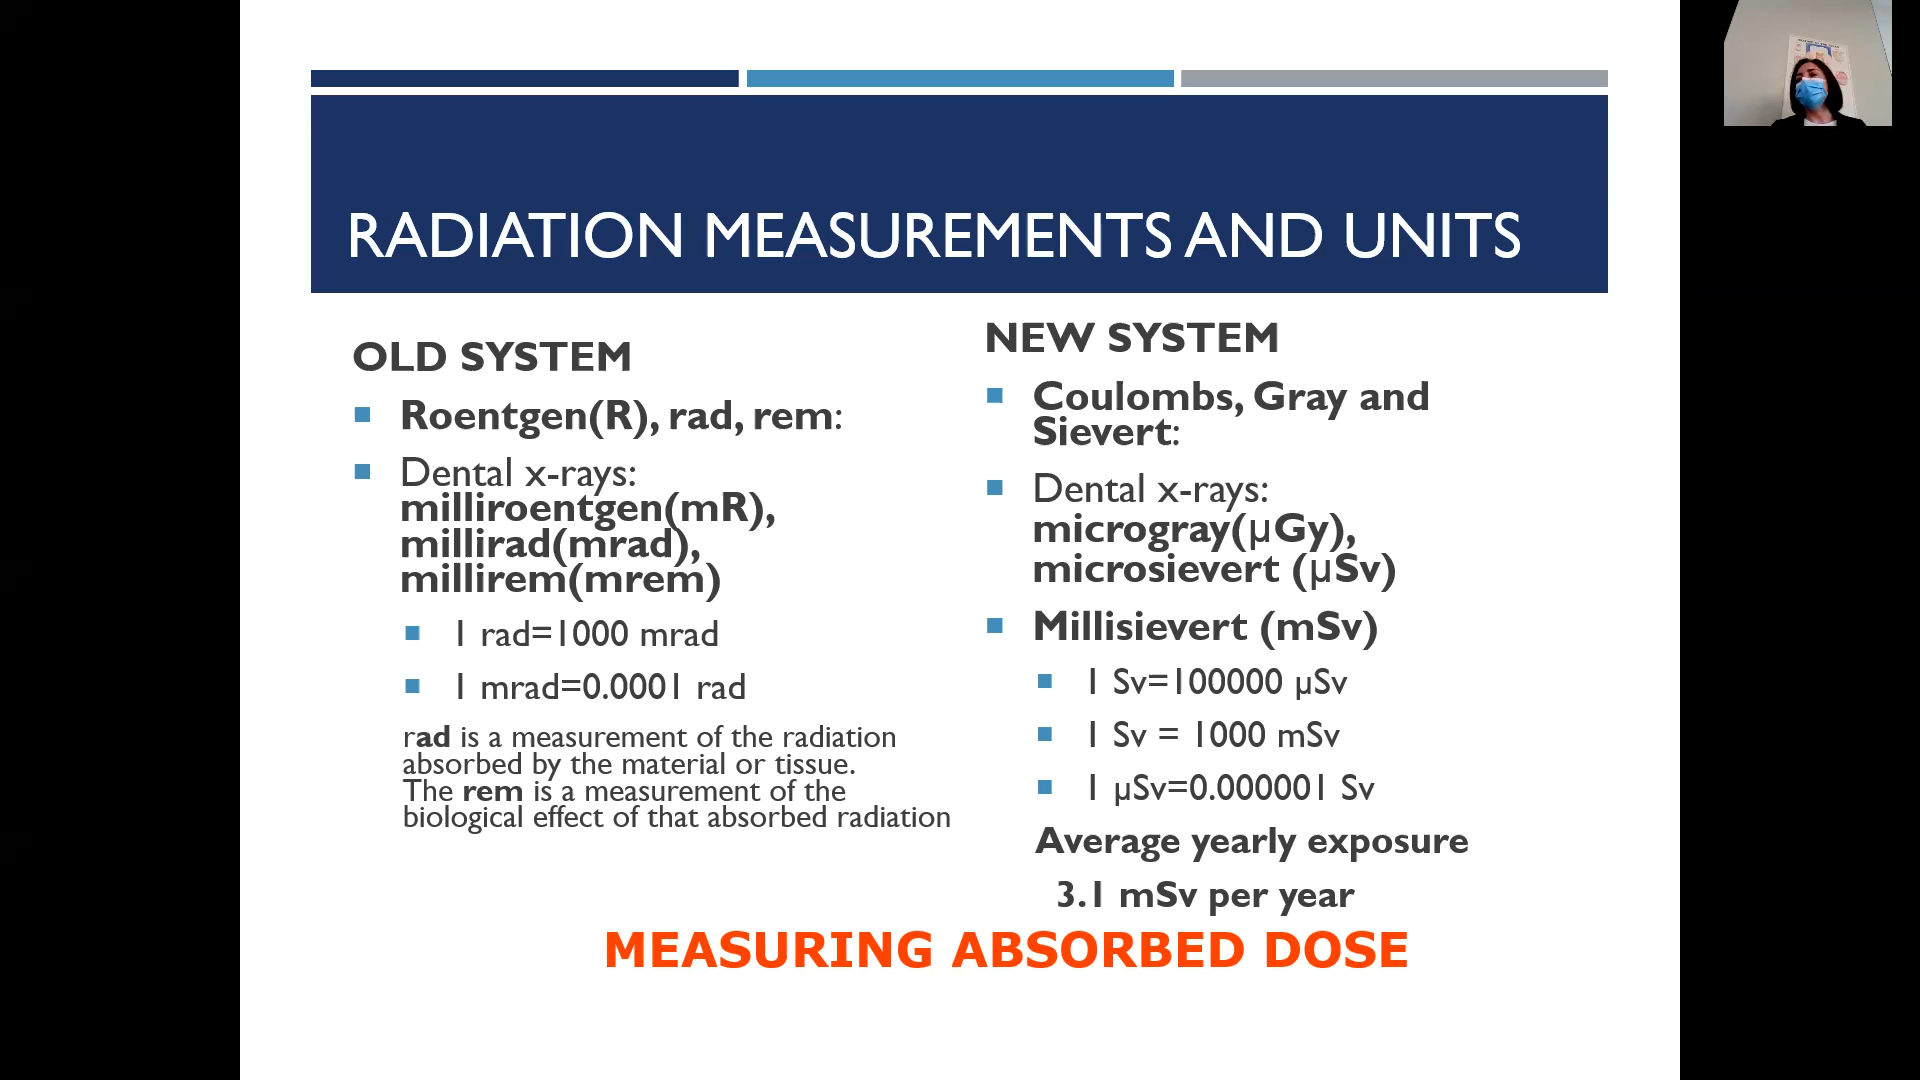 RADIATION MEASUREMENTS AND UNITS
OLD SYSTEM
Roentgen(R), rad, rem:
Dental x-rays:
milliroentgen(mR),
millirad(mrad),
millirem(mrem)
1 rad=1000 mrad
1 mrad=0.0001 rad
rad is a measurement of the radiation
absorbed by the material or tissue.
The rem is a measurement of the
biological effect of that absorbed radiation
NEW SYSTEM
Coulombs, Gray and
Sievert:
Dental x-rays:
microgray(µGy),
microsievert (µSv)
Millisievert (mSv)
1 Sv=100000 µSv
1 Sv = 1000 mSv
1 µSv=0.000001 Sv
Average yearly exposure
3.1 mSv per year
MEASURING ABSORBED DOSE